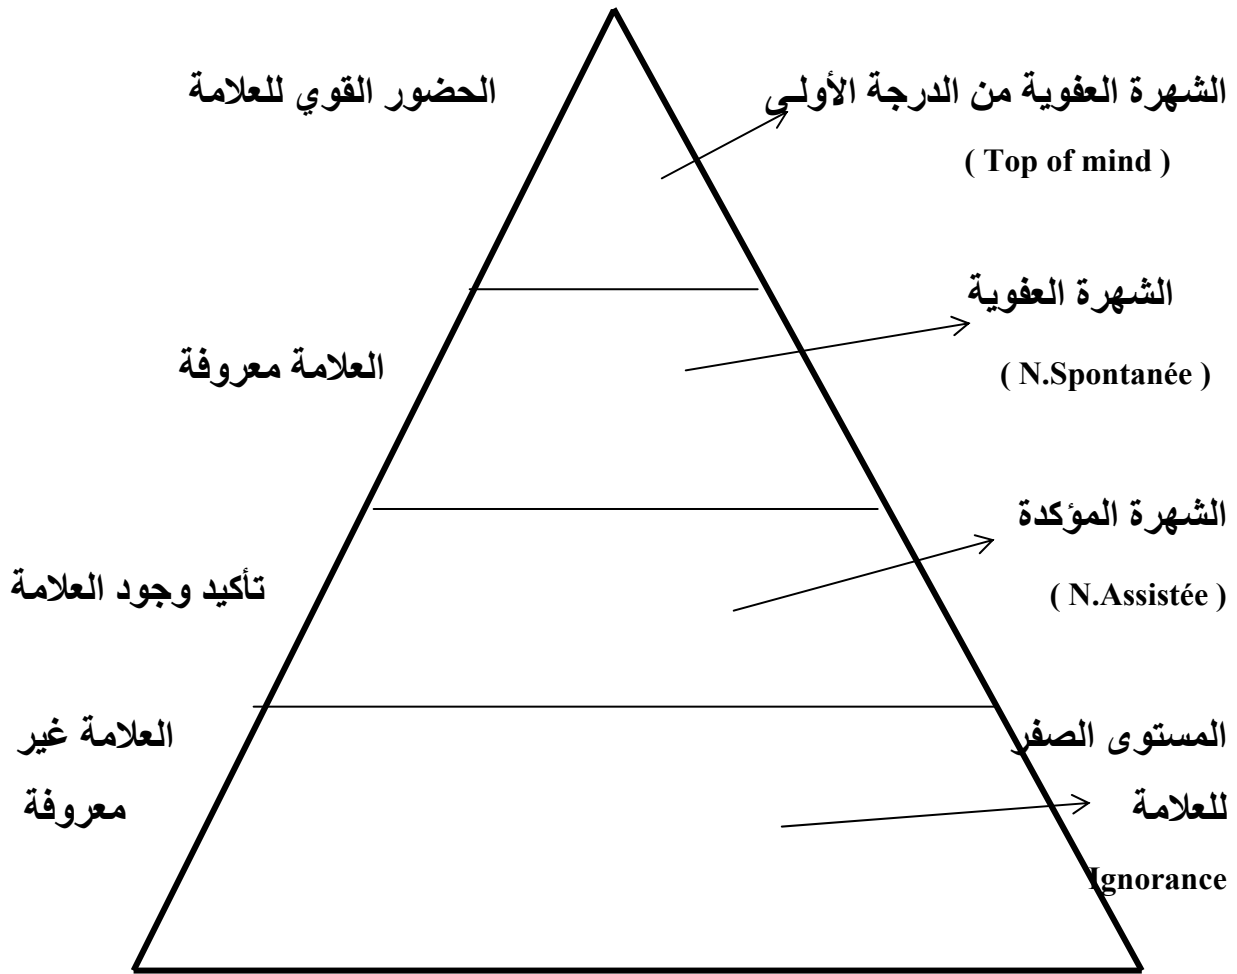 الشهرة العفوية من الدرجة الأولى
الحضور القوي للعلامة
( Top of mind )
الشهرة العفوية
العلامة معروفة
( N.Spontanée )
الشهرة المؤكدة
تأكيد وجود العلامة
( N.Assistée )
المستوى الصفر
للعلامة
Ignorance
العلامة غير
معروفة